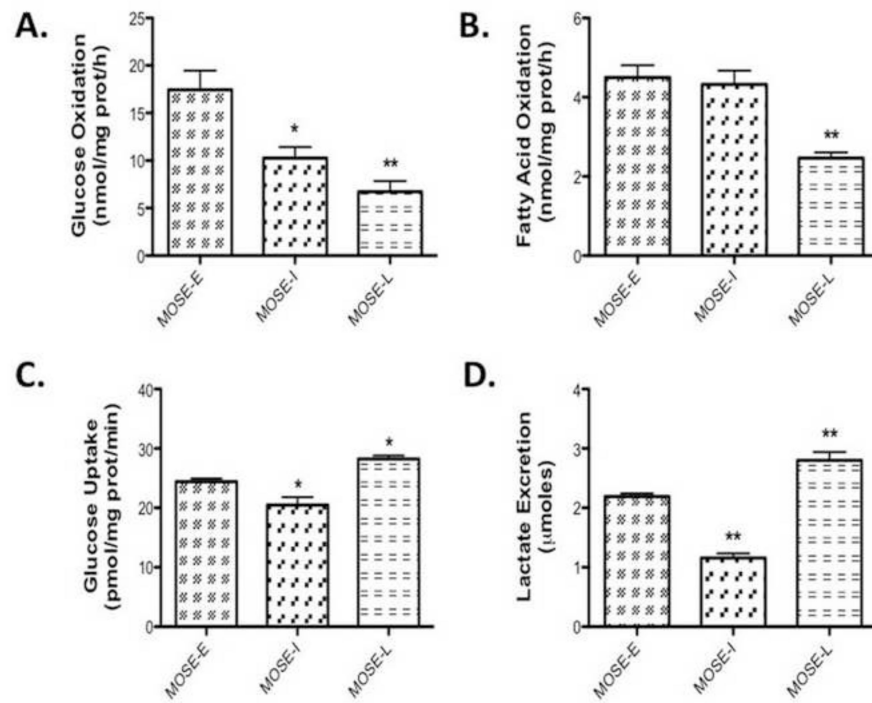 A.
Glucose Oxidation
(nmol/mg prot/h)
25
20
15
10
5
0
*
**
MOSE-E
MOSE-I
MOSE-L
B.
Fatty Acid Oxidation
(nmol/mg prot/h)
6
4
2
0
**
MOSE-E
MOSE-I
MOSE-L
C.
Glucose Uptake
(pmol/mg prot/min)
40
30
20
10
0
*
*
MOSE-E
MOSE-I
MOSE-L
D.
Lactate Excretion
(μmoles)
4
3
2
1
0
**
**
MOSE-E
MOSE-I
MOSE-L